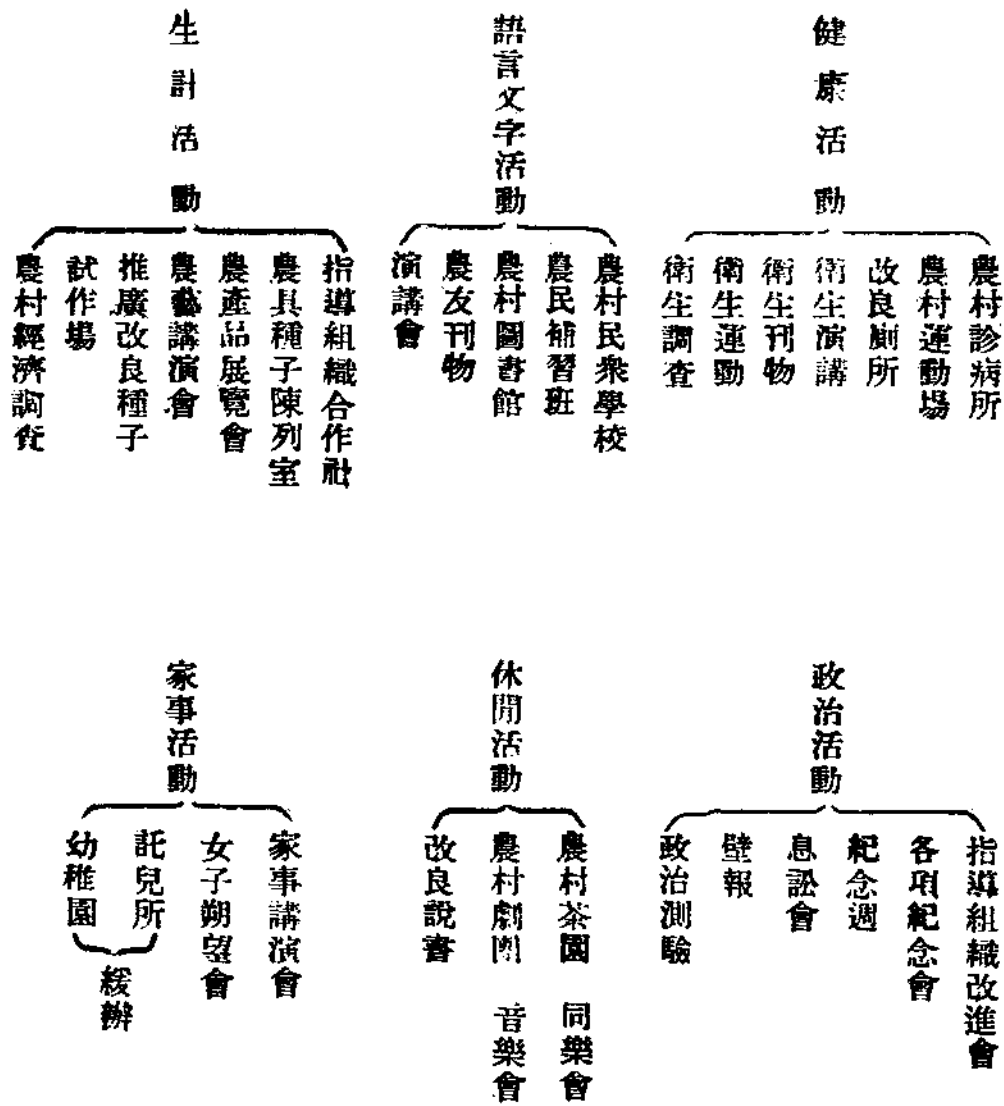 健康活動
農村診病所
農村運動場
改良廁所
衛生演講
衛生刊物
衛生運動
衛生調查
語言文字活動
農村民衆學校
農民補習班
農村圖書館
農友刊物
演講會
生計活動
指導組織合作社
農具種子陳列室
農產品展覽會
農藝講演會
推廣改良種子
試作場
農村經濟調查
政治活動
指導組織改進會
各項紀念會
紀念週
息訟會
壁報
政治測驗
休閒活動
農村茶園 同樂會
農村劇團 音樂會
改良說書
家事活動
家事講演會
女子朔望會
託兒所
幼稚園
緩辦